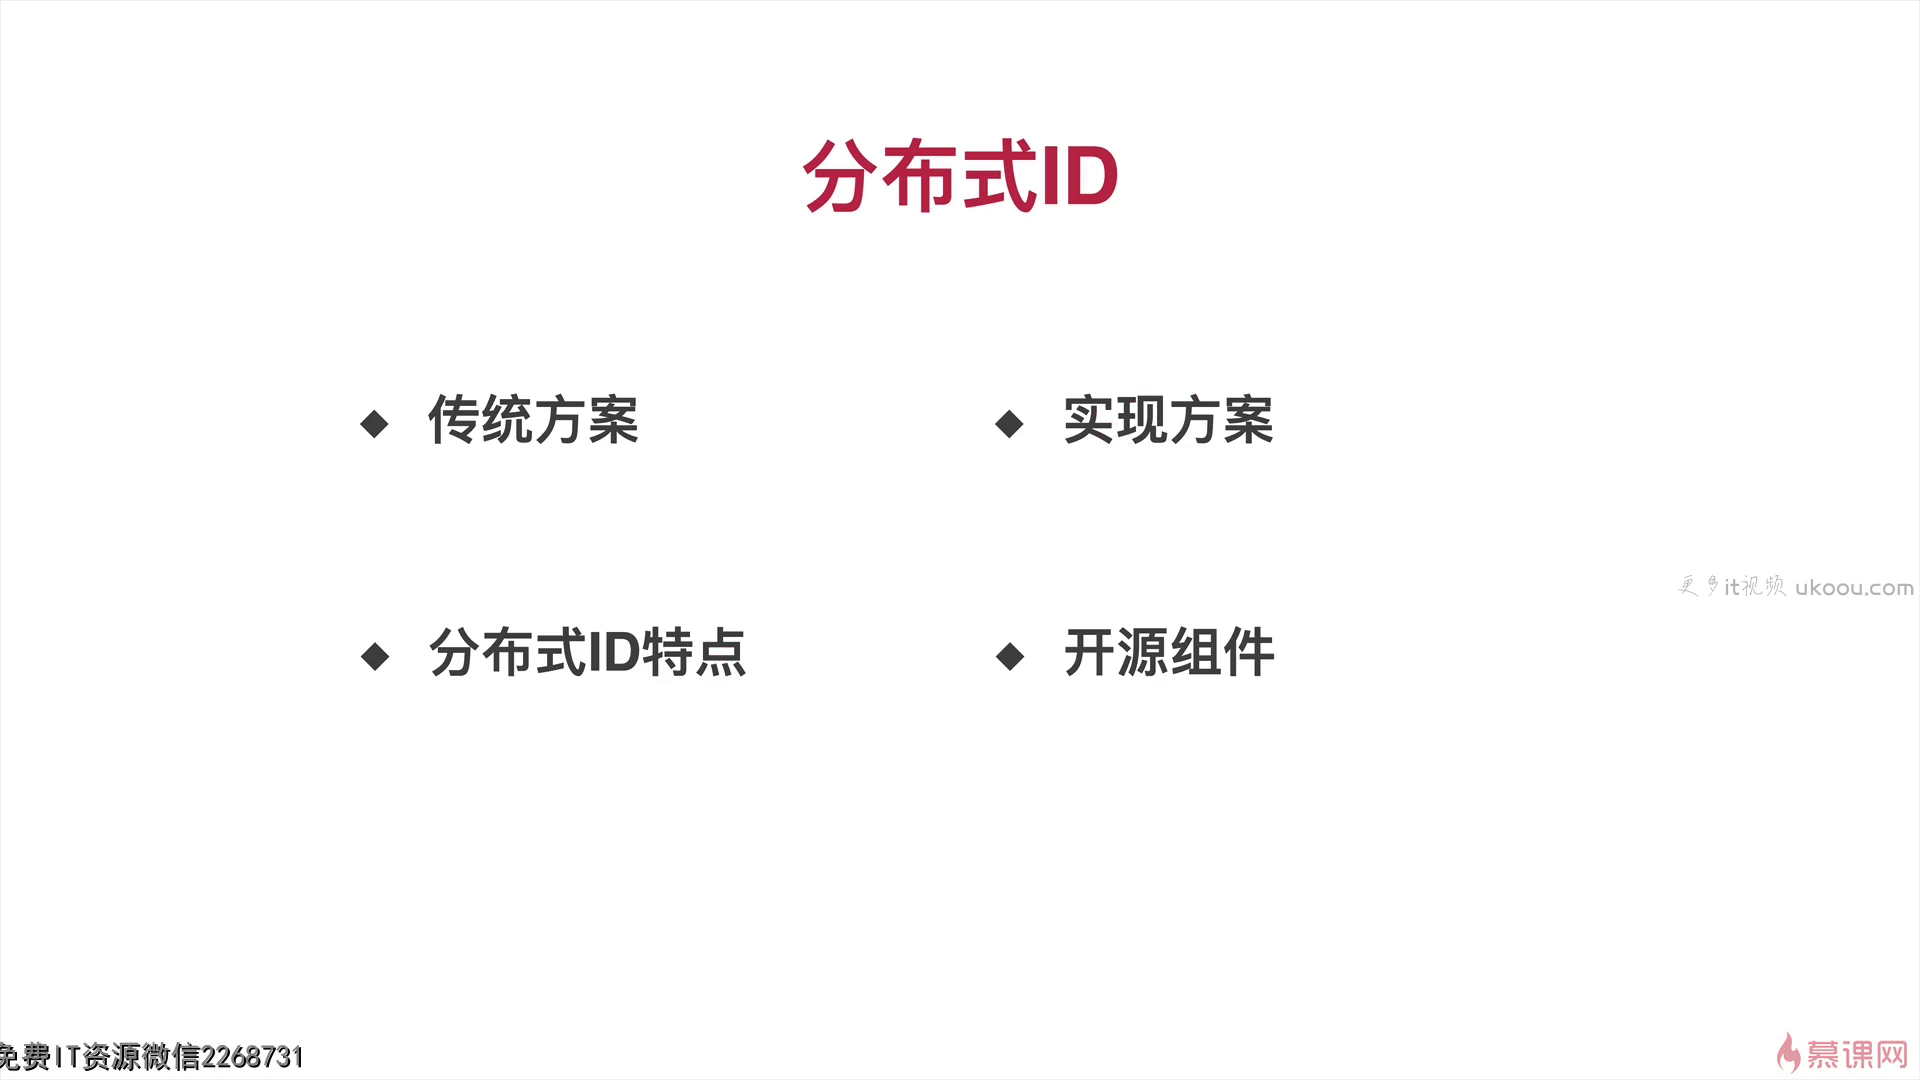 分布式ID
◆ 传统方案
◆ 实现方案
更多it视频 ukoou.com
◆ 分布式ID特点
◆ 开源组件
免费IT资源微信2268731
慕课网